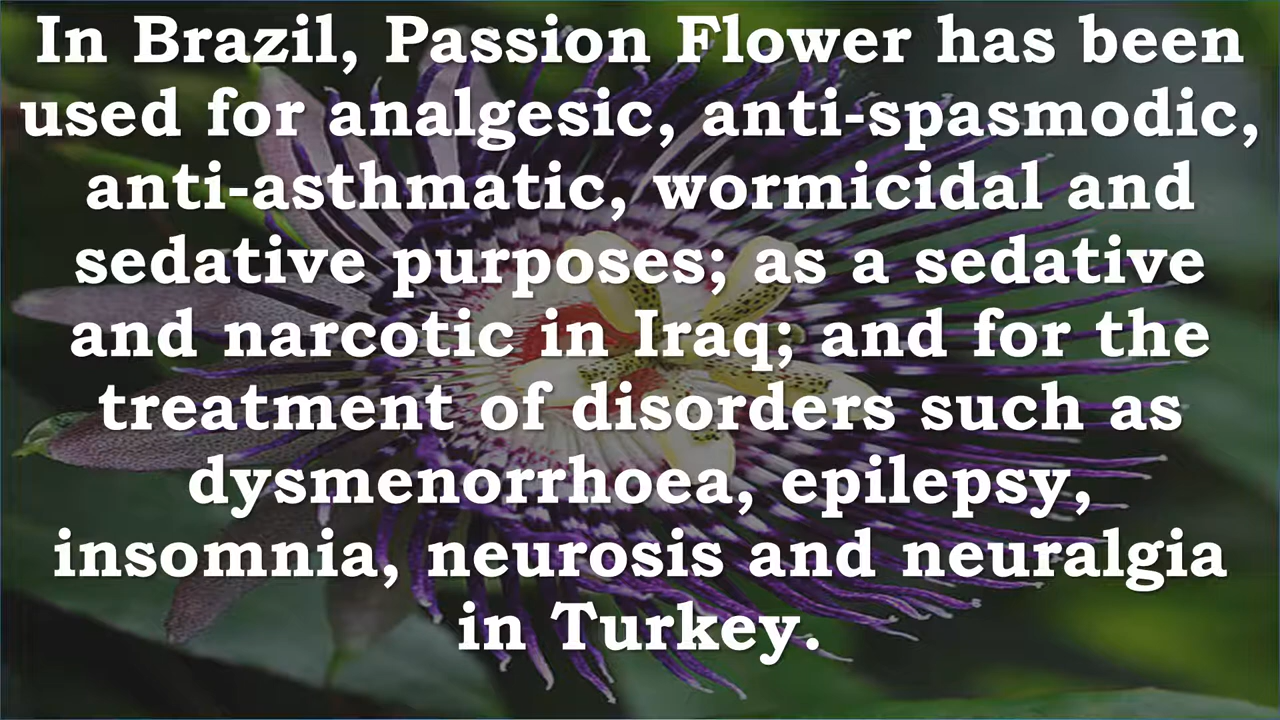 In Brazil, Passion Flower has been
used for analgesic, anti-spasmodic,
anti-asthmatic, wormicidal and
sedative purposes; as a sedative
and narcotic in Iraq; and for the
treatment of disorders such as
dysmenorrhoea, epilepsy,
insomnia, neurosis and neuralgia
in Turkey.